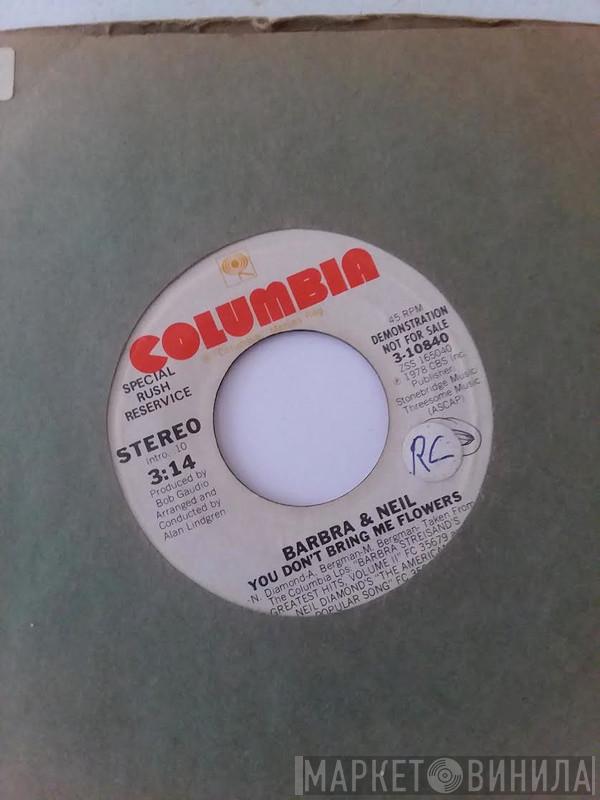 COLUMBIA
SPECIAL
RUSH
RESERVICE
STEREO
Intro. 10
3:14
Produced by
Bob Gaudio
Arranged and
Conducted by
Alan Lindgren
45 RPM
DEMONSTRATION
NOT FOR SALE
3-10840
ZSS 165040
℗ 1978 CBS Inc.
Publisher:
Stonebridge Music
Threesome Music
(ASCAP)
RC
BARBRA & NEIL
YOU DON'T BRING ME FLOWERS
-N. Diamond-A. Bergman-M. Bergman- Taken From
The Columbia Lps: "BARBRA STREISAND'S
GREATEST HITS, VOLUME II" FC 35679
NEIL DIAMOND'S "THE AMERICAN
POPULAR SONG" FC
МАРКЕТ ВИНИЛА